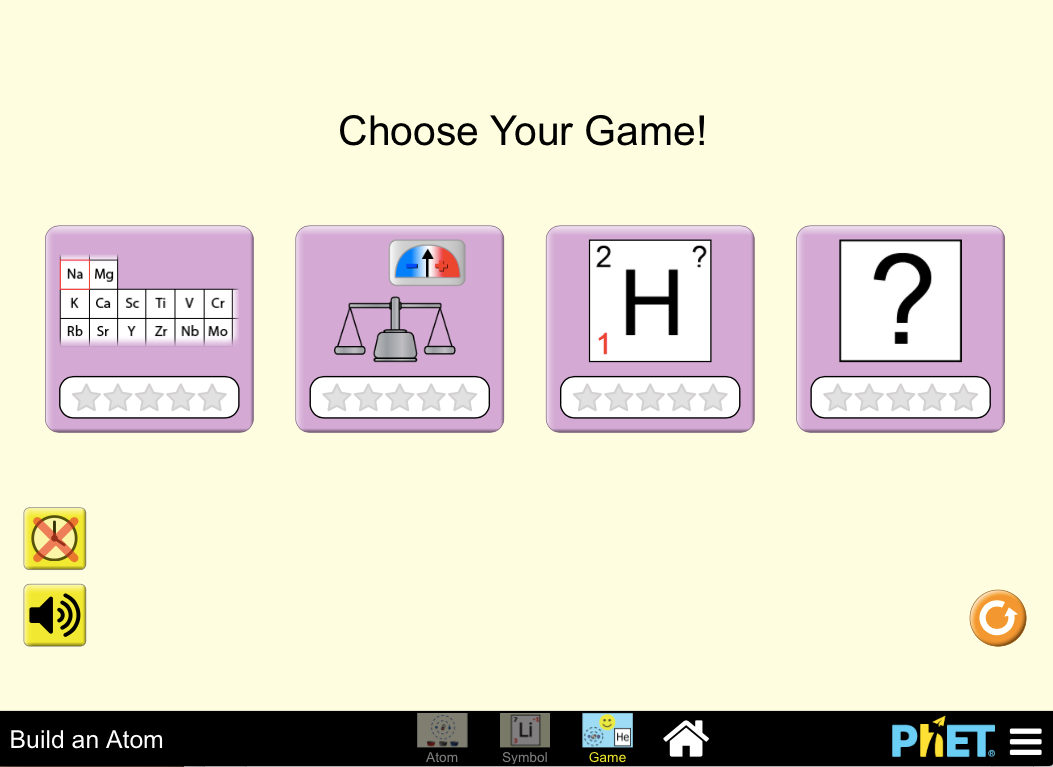 Choose Your Game!
Na Mg
K Ca Sc Ti V Cr
Rb Sr Y Zr Nb Mo
2 ?
H
1
?
Build an Atom
Li
He
Atom Symbol Game
PhET®